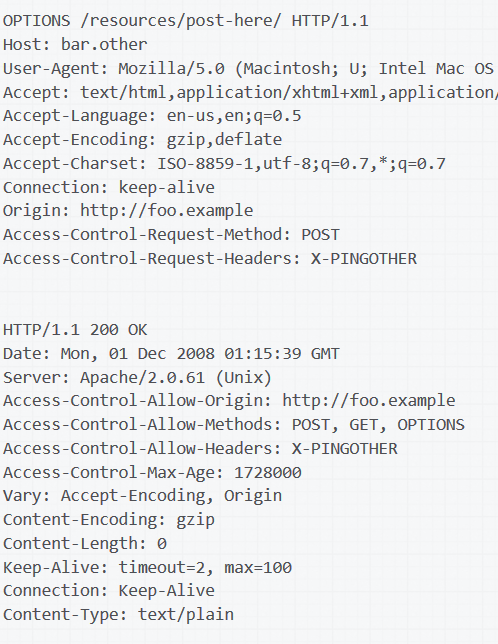 OPTIONS /resources/post-here/ HTTP/1.1
Host: bar.other
User-Agent: Mozilla/5.0 (Macintosh; U; Intel Mac OS
Accept: text/html,application/xhtml+xml,application/
Accept-Language: en-us,en;q=0.5
Accept-Encoding: gzip,deflate
Accept-Charset: ISO-8859-1,utf-8;q=0.7,*;q=0.7
Connection: keep-alive
Origin: http://foo.example
Access-Control-Request-Method: POST
Access-Control-Request-Headers: X-PINGOTHER
HTTP/1.1 200 OK
Date: Mon, 01 Dec 2008 01:15:39 GMT
Server: Apache/2.0.61 (Unix)
Access-Control-Allow-Origin: http://foo.example
Access-Control-Allow-Methods: POST, GET, OPTIONS
Access-Control-Allow-Headers: X-PINGOTHER
Access-Control-Max-Age: 1728000
Vary: Accept-Encoding, Origin
Content-Encoding: gzip
Content-Length: 0
Keep-Alive: timeout=2, max=100
Connection: Keep-Alive
Content-Type: text/plain